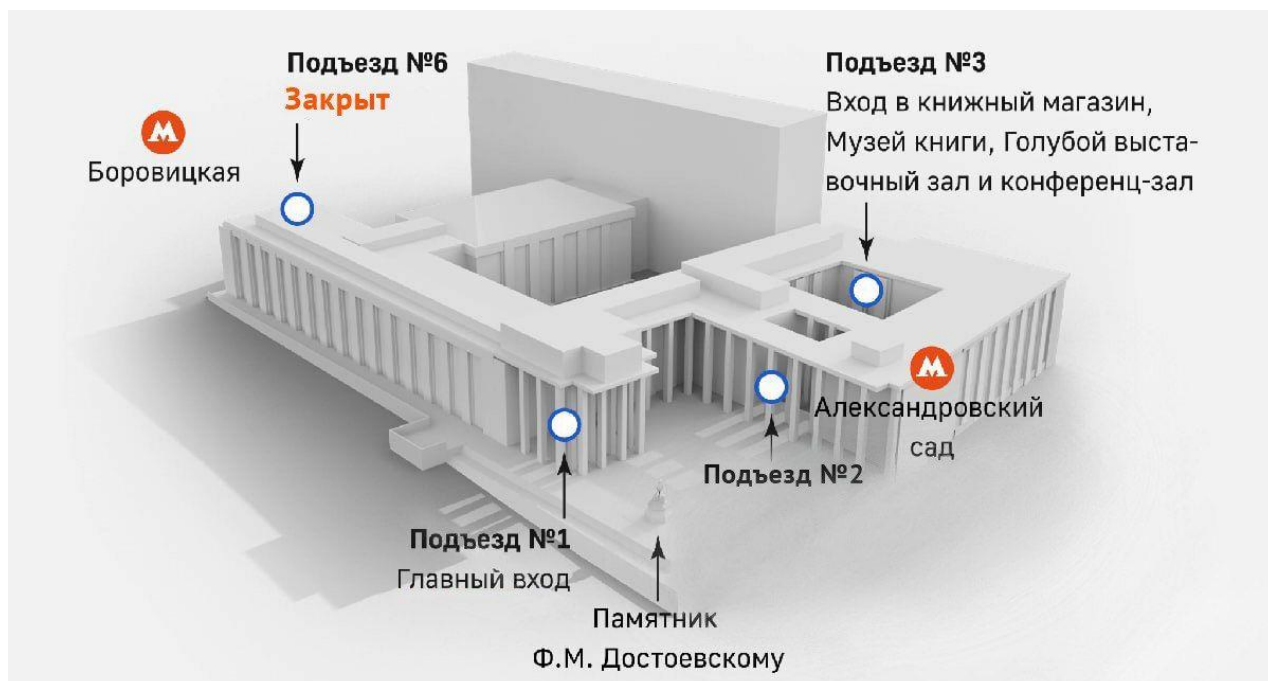 Подъезд №6
Закрыт
М
Боровицкая
Подъезд №3
Вход в книжный магазин,
Музей книги, Голубой выста-
вочный зал и конференц-зал
М
Александровский
сад
Подъезд №2
Подъезд №1
Главный вход
Памятник
Ф.М. Достоевскому